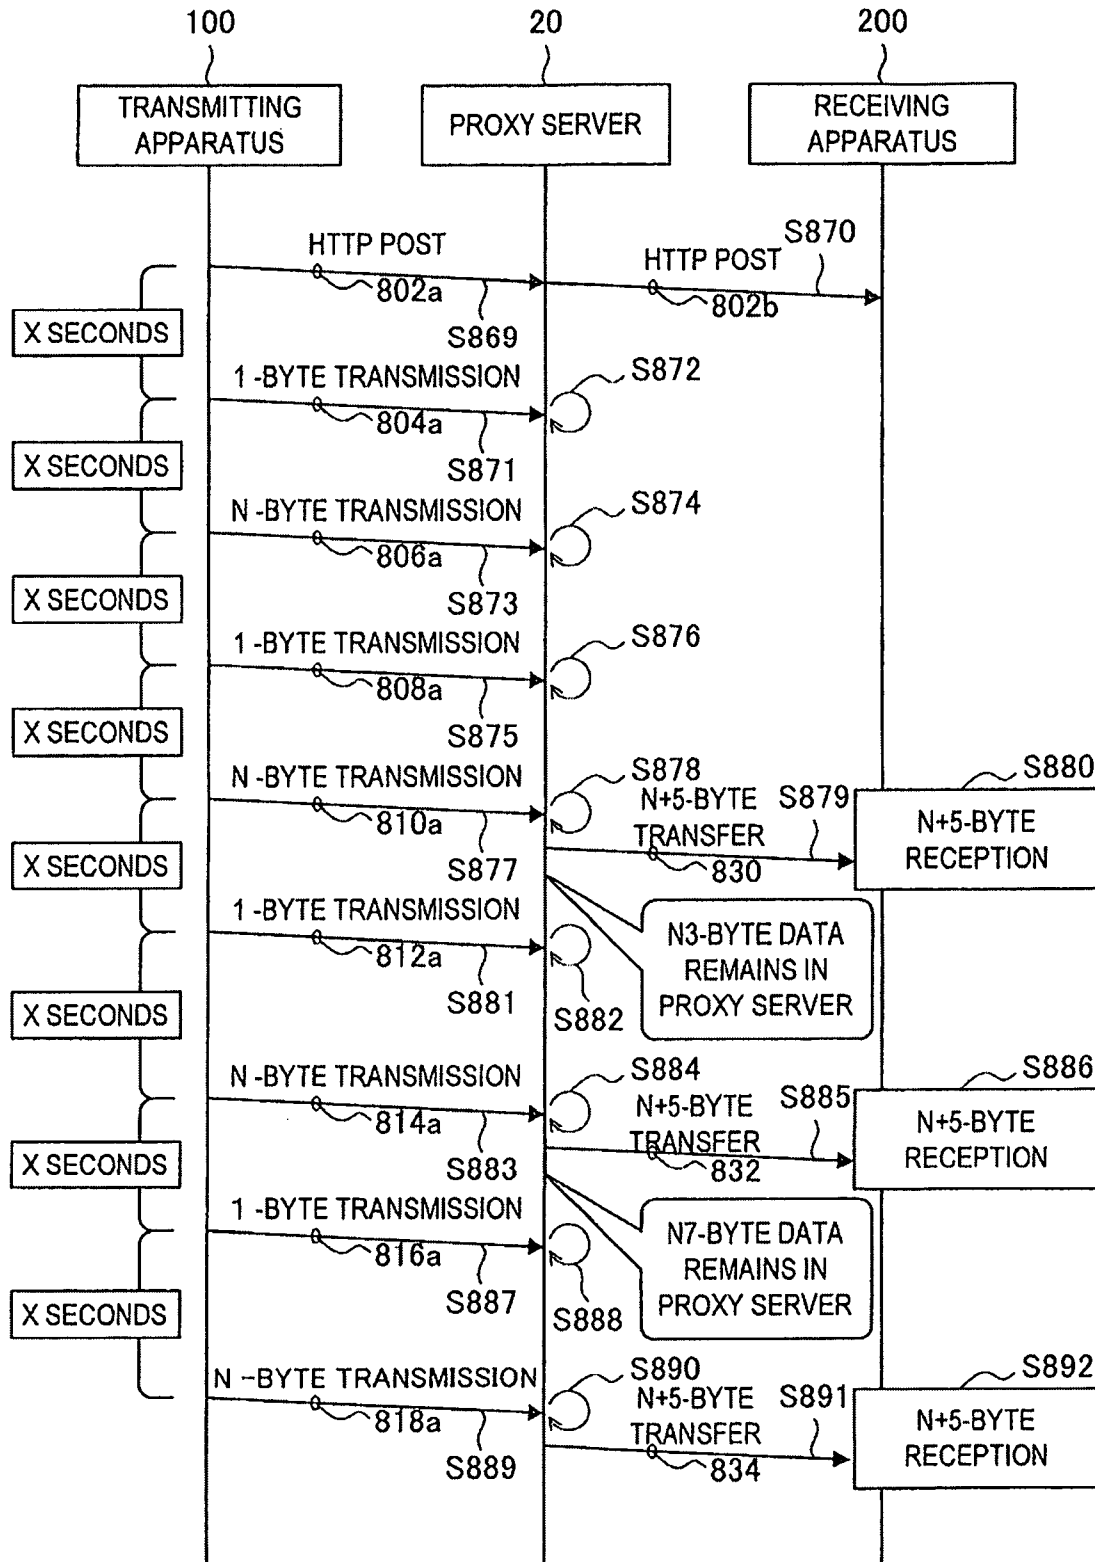 100
20
200
TRANSMITTING
APPARATUS
PROXY SERVER
RECEIVING
APPARATUS
HTTP POST
802a
S869
HTTP POST
802b
S870
X SECONDS
1-BYTE TRANSMISSION
804a
S871
S872
X SECONDS
N-BYTE TRANSMISSION
806a
S873
S874
X SECONDS
1-BYTE TRANSMISSION
808a
S875
S876
X SECONDS
N-BYTE TRANSMISSION
810a
S877
S878
N+5-BYTE
TRANSFER
830
S879
S880
N+5-BYTE
RECEPTION
X SECONDS
1-BYTE TRANSMISSION
812a
S881
S882
N3-BYTE DATA
REMAINS IN
PROXY SERVER
X SECONDS
N-BYTE TRANSMISSION
814a
S883
S884
N+5-BYTE
TRANSFER
832
S885
S886
N+5-BYTE
RECEPTION
X SECONDS
1-BYTE TRANSMISSION
816a
S887
S888
N7-BYTE DATA
REMAINS IN
PROXY SERVER
X SECONDS
N-BYTE TRANSMISSION
818a
S889
S890
N+5-BYTE
TRANSFER
834
S891
S892
N+5-BYTE
RECEPTION